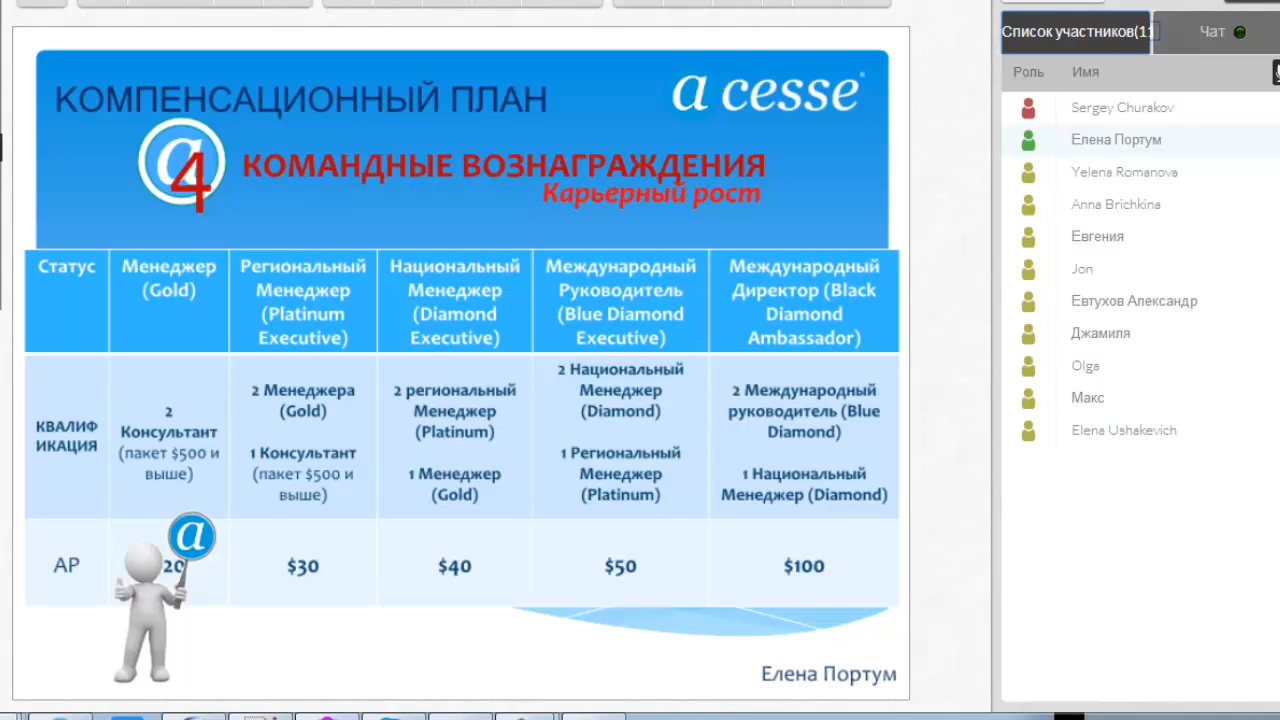 КОМПЕНСАЦИОННЫЙ ПЛАН
a cesse
a
4
КОМАНДНЫЕ ВОЗНАГРАЖДЕНИЯ
Карьерный рост
Статус
Менеджер
(Gold)
Региональный
Менеджер
(Platinum
Executive)
Национальный
Менеджер
(Diamond
Executive)
Международный
Руководитель
(Blue Diamond
Executive)
Международный
Директор (Black
Diamond
Ambassador)
КВАЛИФ
ИКАЦИЯ
2
Консультант
(пакет $500 и
выше)
2 Менеджера
(Gold)
1 Консультант
(пакет $500 и
выше)
2 региональный
Менеджер
(Platinum)
1 Менеджер
(Gold)
2 Национальный
Менеджер
(Diamond)
1 Региональный
Менеджер
(Platinum)
2 Международный
руководитель (Blue
Diamond)
1 Национальный
Менеджер (Diamond)
АР
20
$30
$40
$50
$100
a
Елена Портум
Список участников(11
Чат
Роль
Имя
Sergey Churakov
Елена Портум
Yelena Romanova
Anna Brichkina
Евгения
Jon
Евтухов Александр
Джамиля
Olga
Макс
Elena Ushakevich